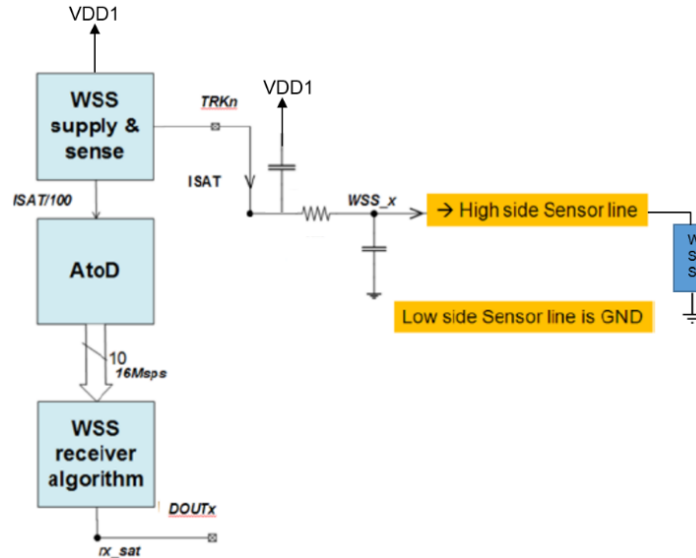 VDD1
WSS
supply &
sense
TRKn
VDD1
ISAT
ISAT/100
WSS_x
→ High side Sensor line
W
S
S
AtoD
Low side Sensor line is GND
10
16Msps
WSS
receiver
algorithm
DOUTx
rx_sat